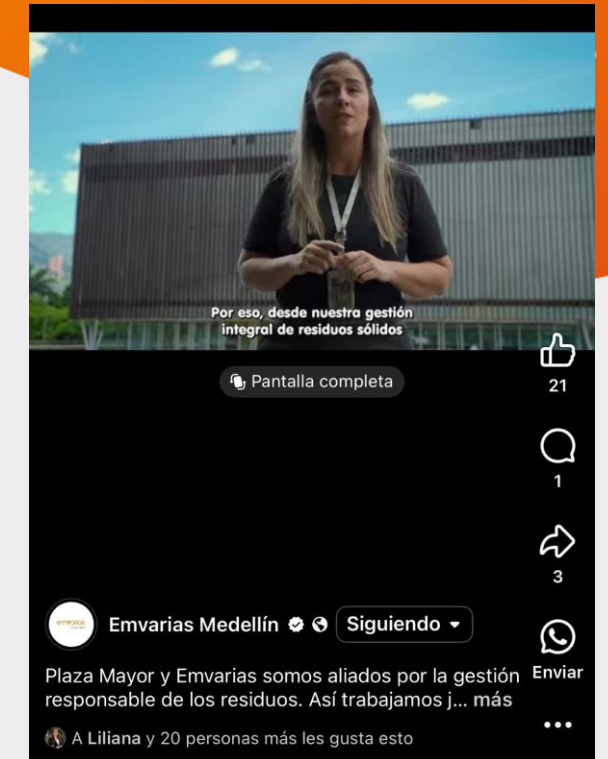 Por eso, desde nuestra gestión
integral de residuos sólidos
Pantalla completa
21
1
3
emvarias
Emvarias Medellín
Siguiendo
Enviar
Plaza Mayor y Emvarias somos aliados por la gestión
responsable de los residuos. Así trabajamos j... más
A Liliana y 20 personas más les gusta esto